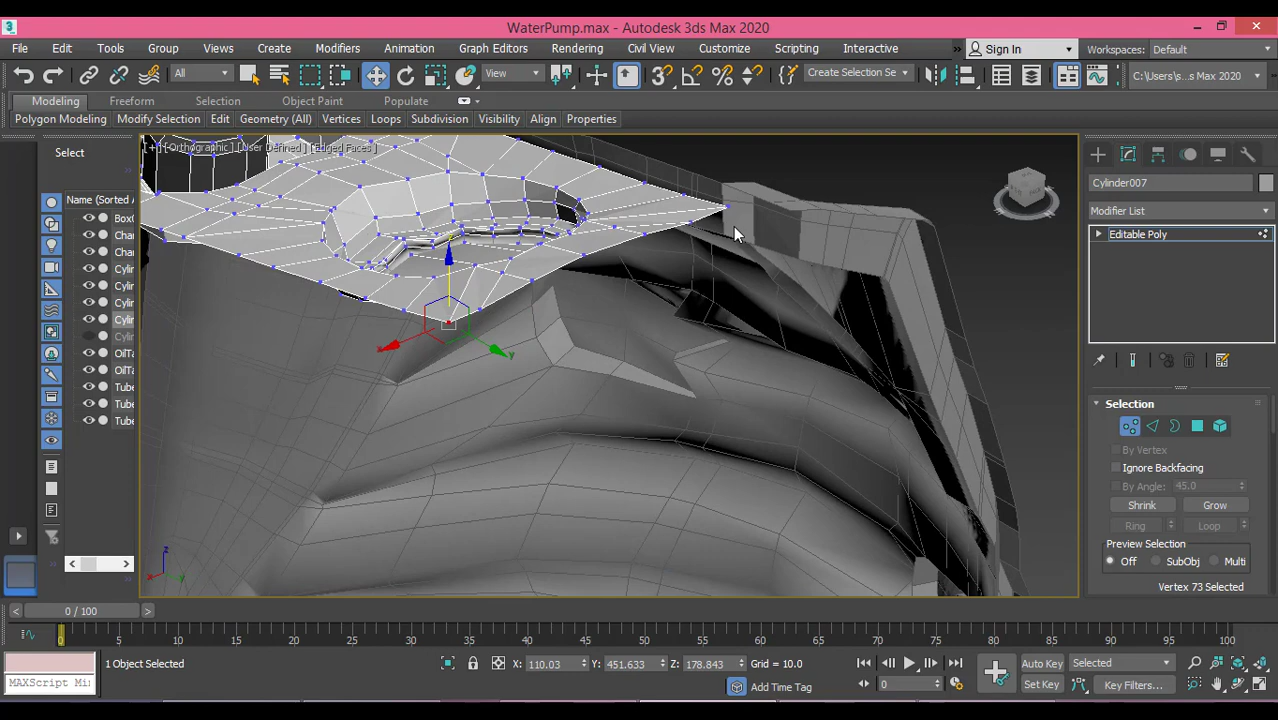 WaterPump.max - Autodesk 3ds Max 2020
File Edit Tools Group Views Create Modifiers Animation Graph Editors Rendering Civil View Customize Scripting Interactive » Sign In Workspaces: Default
All View Create Selection Se C:\Users\...s Max 2020
Modeling Freeform Selection Object Paint Populate
Polygon Modeling Modify Selection Edit Geometry (All) Vertices Loops Subdivision Visibility Align Properties
Select
[+] [Orthographic] [User Defined] [Edged Faces]
Cylinder007
Name (Sorted A
Modifier List
Box0
Editable Poly
Cha
Cha
Cylin
Cylin
Cylin
Cylin
Cylin
OilTa
OilTa
Tube
Tube
Tube
x
y
Selection
By Vertex
Ignore Backfacing
By Angle: 45.0
Shrink Grow
Ring Loop
Preview Selection
Off SubObj Multi
Vertex 73 Selected
z
x y
0 / 100
0 5 10 15 20 25 30 35 40 45 50 55 60 65 70 75 80 85 90 95 100
1 Object Selected X: 110.03 Y: 451.633 Z: 178.843 Grid = 10.0 Auto Key Selected
MAXScript Mi Add Time Tag 0 Set Key Key Filters...